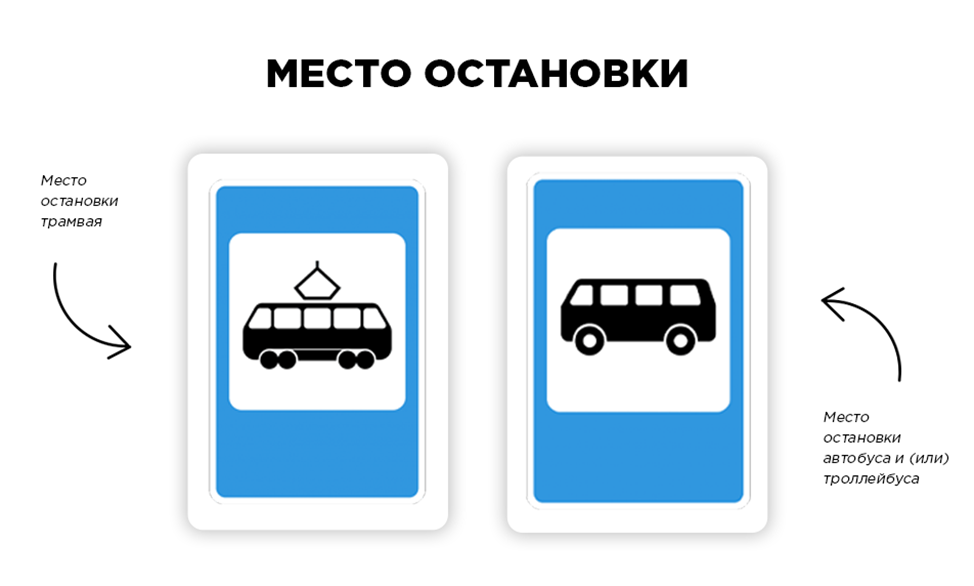 МЕСТО ОСТАНОВКИ
Место
остановки
трамвая
Место
остановки
автобуса и (или)
троллейбуса